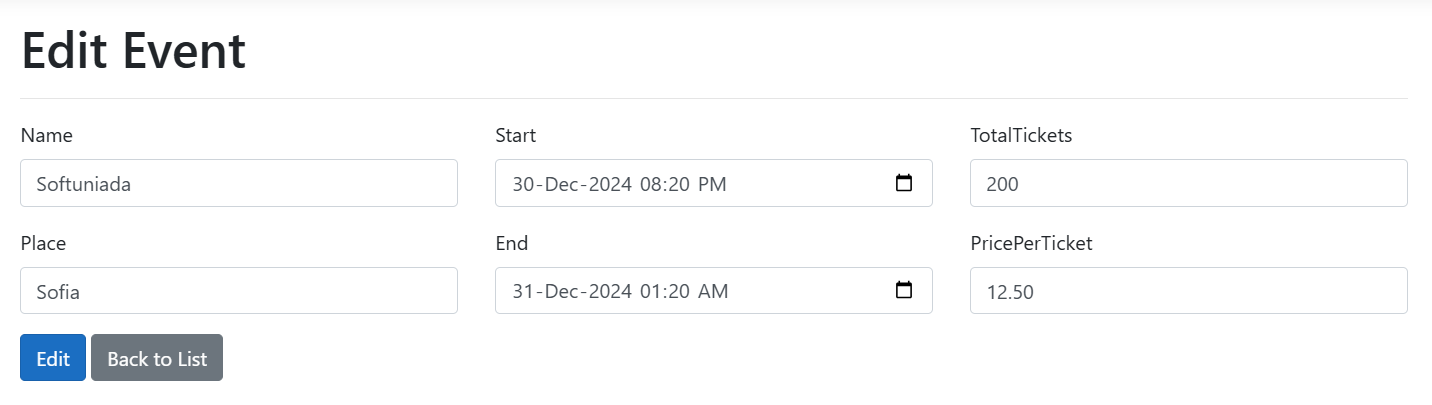 Edit Event
Name Start TotalTickets
Softuniada 30-Dec-2024 08:20 PM 200
Place End PricePerTicket
Sofia 31-Dec-2024 01:20 AM 12.50
Edit Back to List